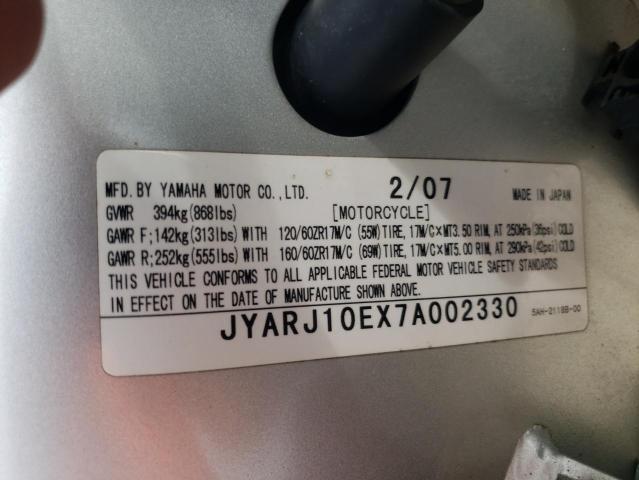 MFD. BY YAMAHA MOTOR CO., LTD. 2/07 MADE IN JAPAN
GVWR 394kg (868lbs) [MOTORCYCLE]
GAWR F; 142kg (313lbs) WITH 120/60ZR17M/C (55W) TIRE, 17M/C×MT3.50 RIM, AT 250kPa (36psi) COLD
GAWR R; 252kg (555lbs) WITH 160/60ZR17M/C (69W) TIRE, 17M/C×MT5.00 RIM, AT 290kPa (42psi) COLD
THIS VEHICLE CONFORMS TO ALL APPLICABLE FEDERAL MOTOR VEHICLE SAFETY STANDARDS
IN EFFECT ON THE DATE OF MANUFACTURE SHOWN ABOVE.
JYARJ10EX7A002330 5AH-2118B-00